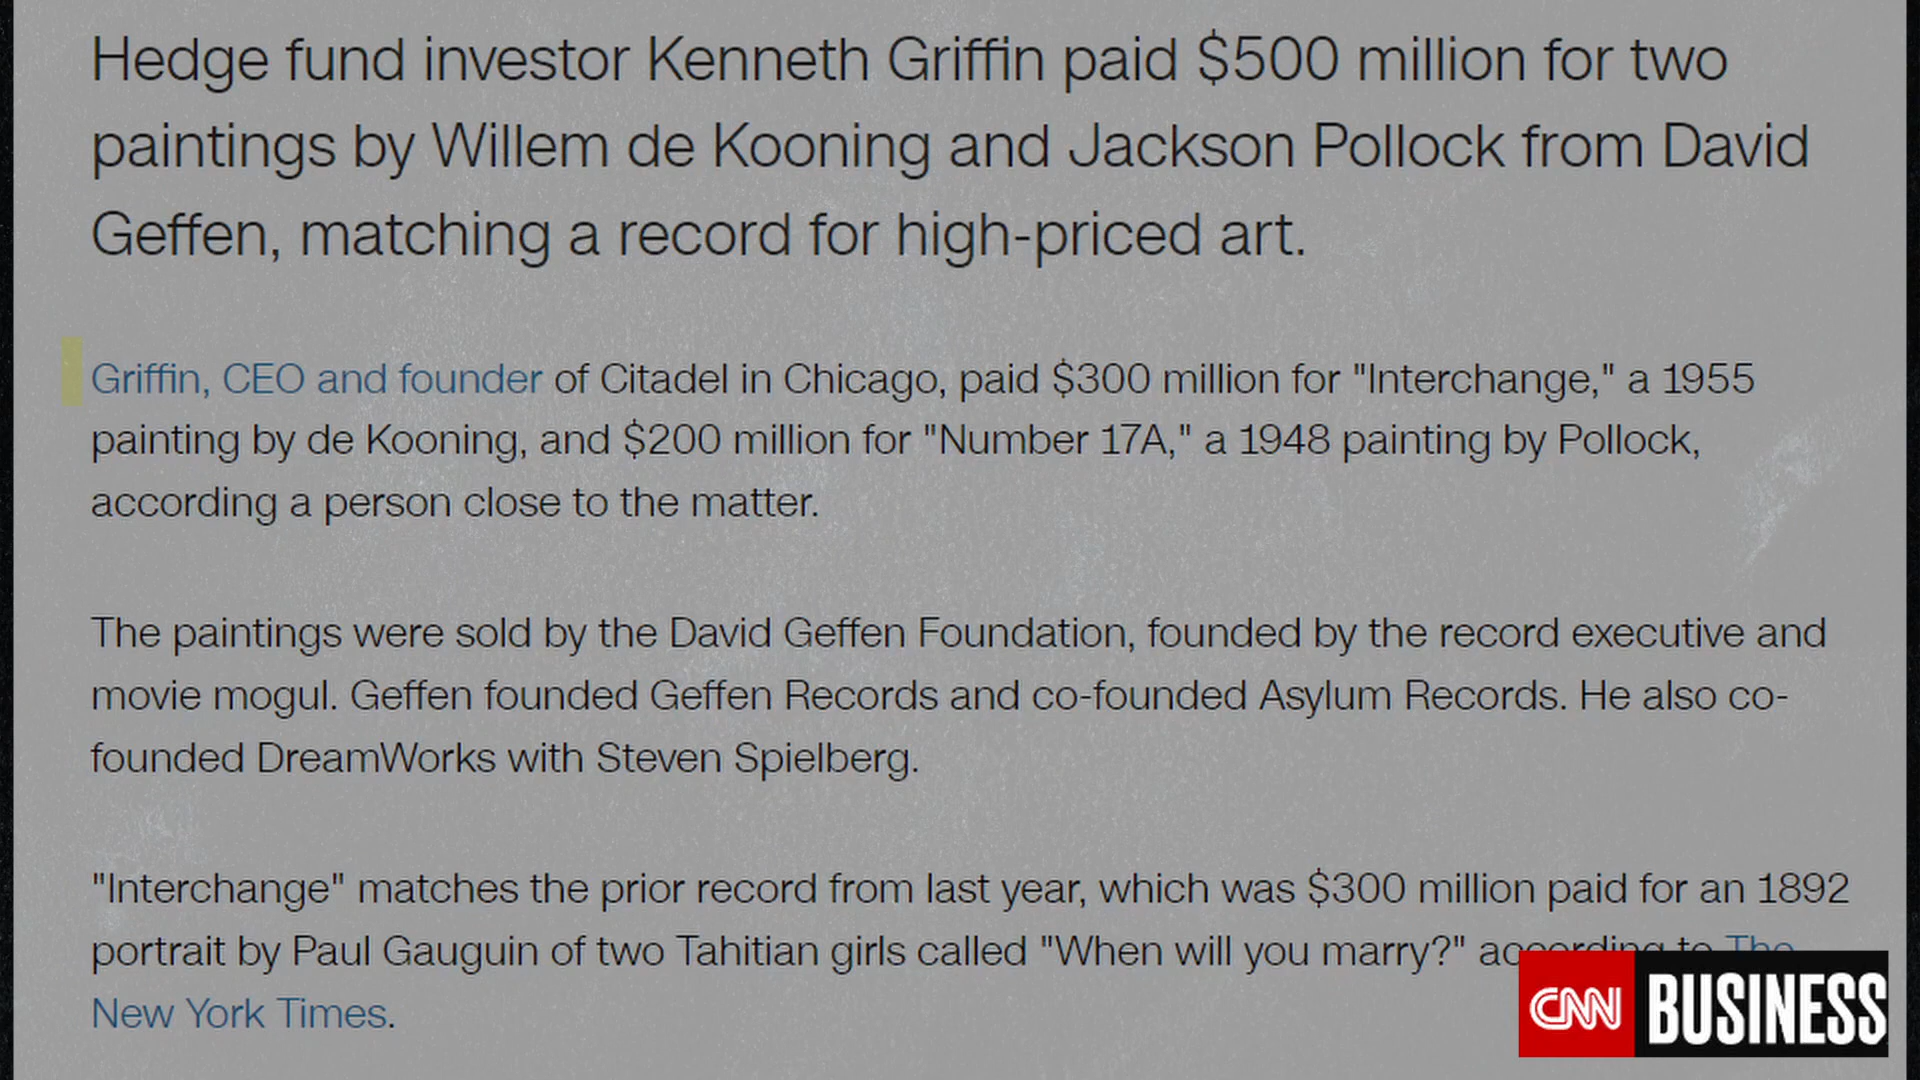 Hedge fund investor Kenneth Griffin paid $500 million for two
paintings by Willem de Kooning and Jackson Pollock from David
Geffen, matching a record for high-priced art.
Griffin, CEO and founder of Citadel in Chicago, paid $300 million for "Interchange," a 1955
painting by de Kooning, and $200 million for "Number 17A," a 1948 painting by Pollock,
according a person close to the matter.
The paintings were sold by the David Geffen Foundation, founded by the record executive and
movie mogul. Geffen founded Geffen Records and co-founded Asylum Records. He also co-
founded DreamWorks with Steven Spielberg.
"Interchange" matches the prior record from last year, which was $300 million paid for an 1892
portrait by Paul Gauguin of two Tahitian girls called "When will you marry?" according to The
New York Times.
CNN BUSINESS